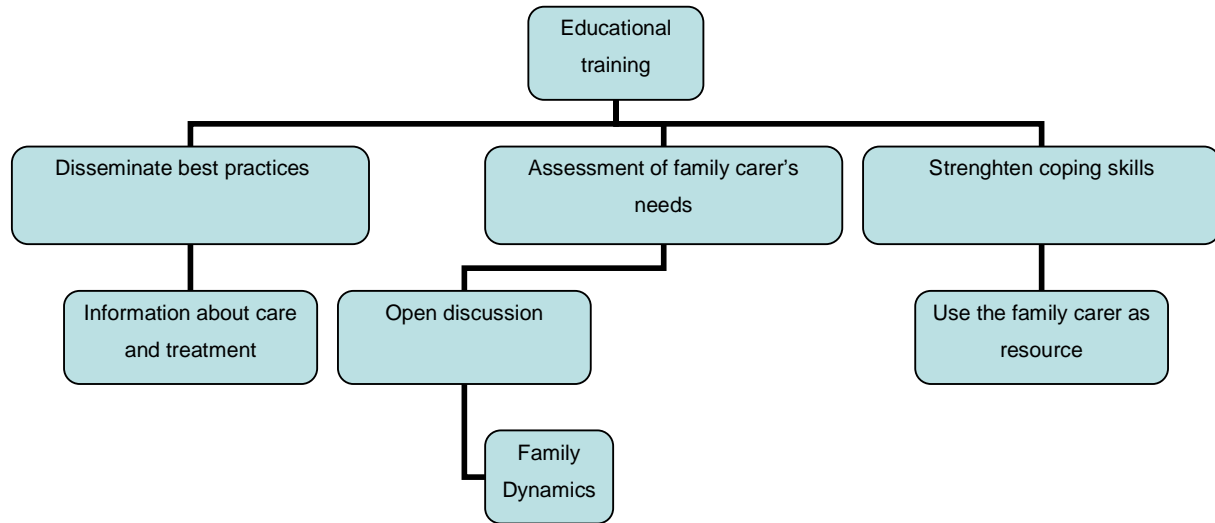 Educational
training
Disseminate best practices
Assessment of family carer’s
needs
Strenghten coping skills
Information about care
and treatment
Open discussion
Use the family carer as
resource
Family
Dynamics